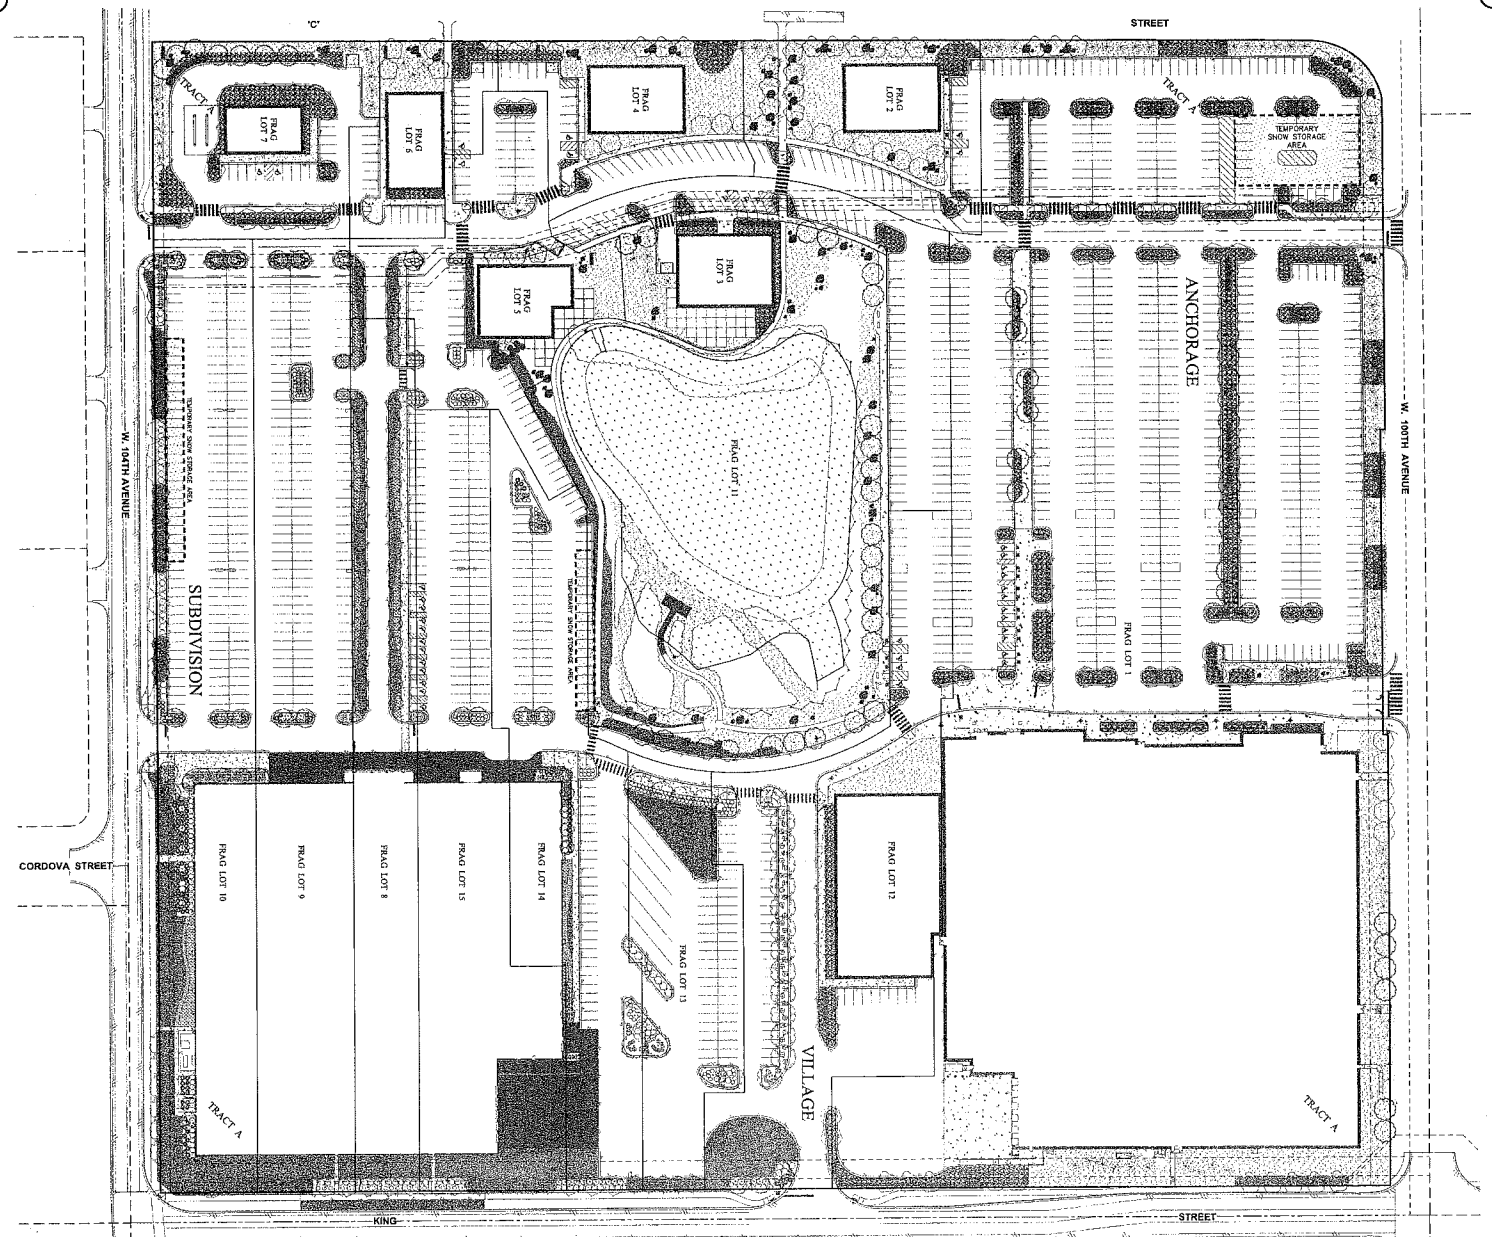 'C'
STREET
TRACT A
FRAG
LOT 7
FRAG
LOT 6
FRAG
LOT 4
FRAG
LOT 2
TRACT A
TEMPORARY
SNOW STORAGE
AREA
FRAG
LOT 5
FRAG
LOT 3
ANCHORAGE
W. 104TH AVENUE
TEMPORARY SNOW STORAGE AREA
FRAG LOT 11
W. 100TH AVENUE
SUBDIVISION
TEMPORARY SNOW STORAGE AREA
FRAG LOT 1
CORDOVA STREET
FRAG LOT 10
FRAG LOT 9
FRAG LOT 8
FRAG LOT 15
FRAG LOT 14
FRAG LOT 13
FRAG LOT 12
VILLAGE
TRACT A
TRACT A
KING
STREET